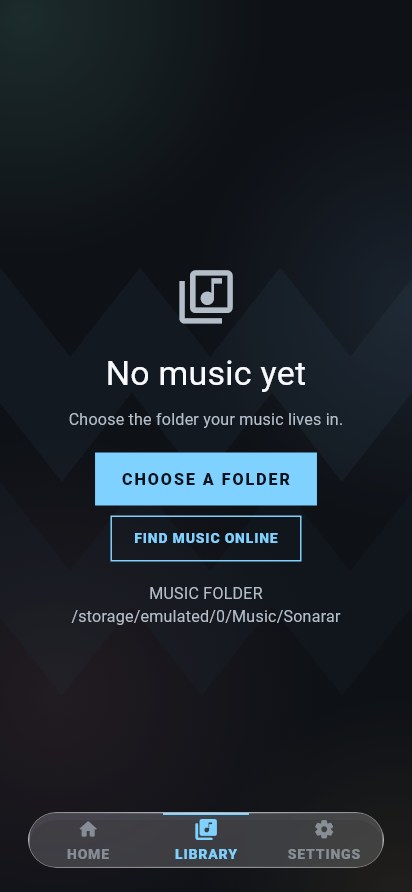 No music yet
Choose the folder your music lives in.
CHOOSE A FOLDER
FIND MUSIC ONLINE
MUSIC FOLDER
/storage/emulated/0/Music/Sonarar
HOME
LIBRARY
SETTINGS